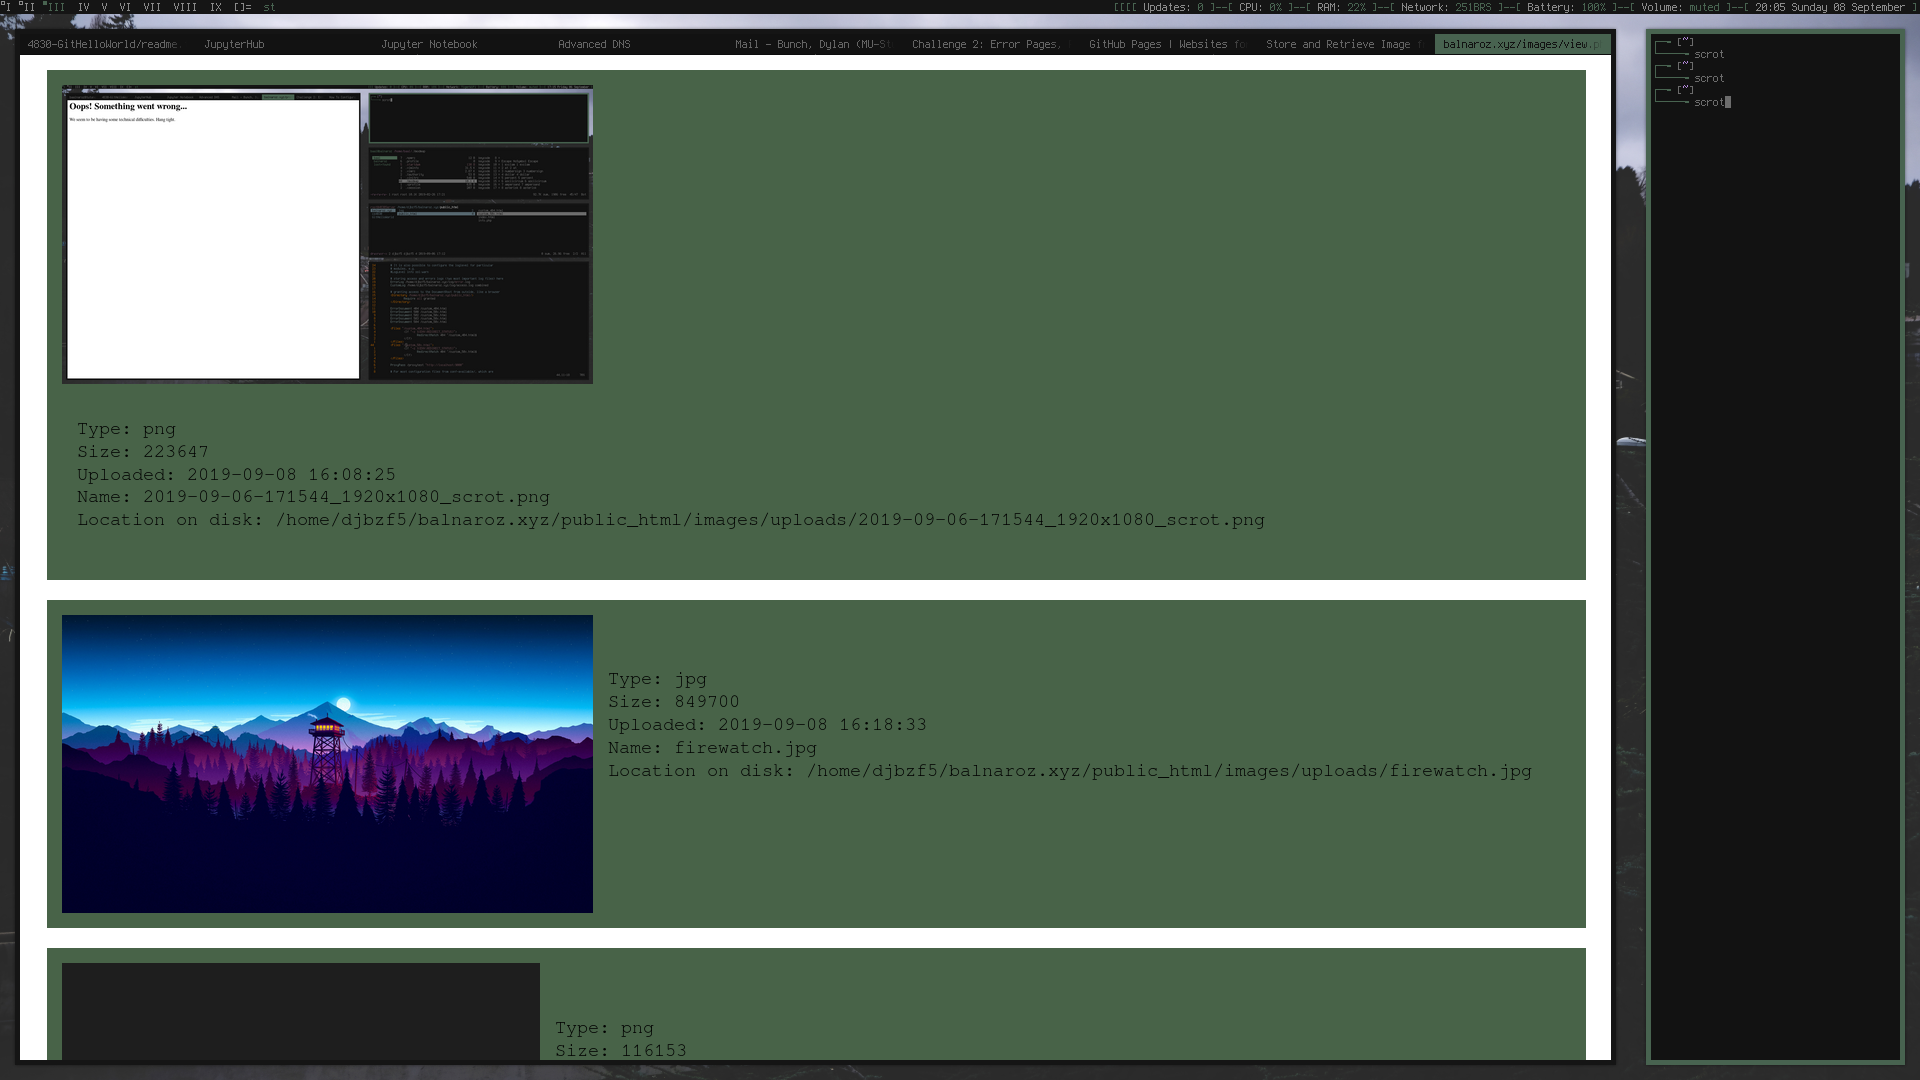 I II III IV V VI VII VIII IX []= st
[[[[ Updates: 0 ]--[ CPU: 0% ]--[ RAM: 22% ]--[ Network: 251BRS ]--[ Battery: 100% ]--[ Volume: muted ]--[ 20:05 Sunday 08 September ]
4830-GitHelloWorld/readme. JupyterHub Jupyter Notebook Advanced DNS Mail - Bunch, Dylan (MU-St Challenge 2: Error Pages, GitHub Pages | Websites fo Store and Retrieve Image f balnaroz.xyz/images/view.p
[~]
scrot
[~]
scrot
[~]
scrot
Oops! Something went wrong...
We seem to be having some technical difficulties. Hang tight.
Type: png
Size: 223647
Uploaded: 2019-09-08 16:08:25
Name: 2019-09-06-171544_1920x1080_scrot.png
Location on disk: /home/djbzf5/balnaroz.xyz/public_html/images/uploads/2019-09-06-171544_1920x1080_scrot.png
Type: jpg
Size: 849700
Uploaded: 2019-09-08 16:18:33
Name: firewatch.jpg
Location on disk: /home/djbzf5/balnaroz.xyz/public_html/images/uploads/firewatch.jpg
Type: png
Size: 116153